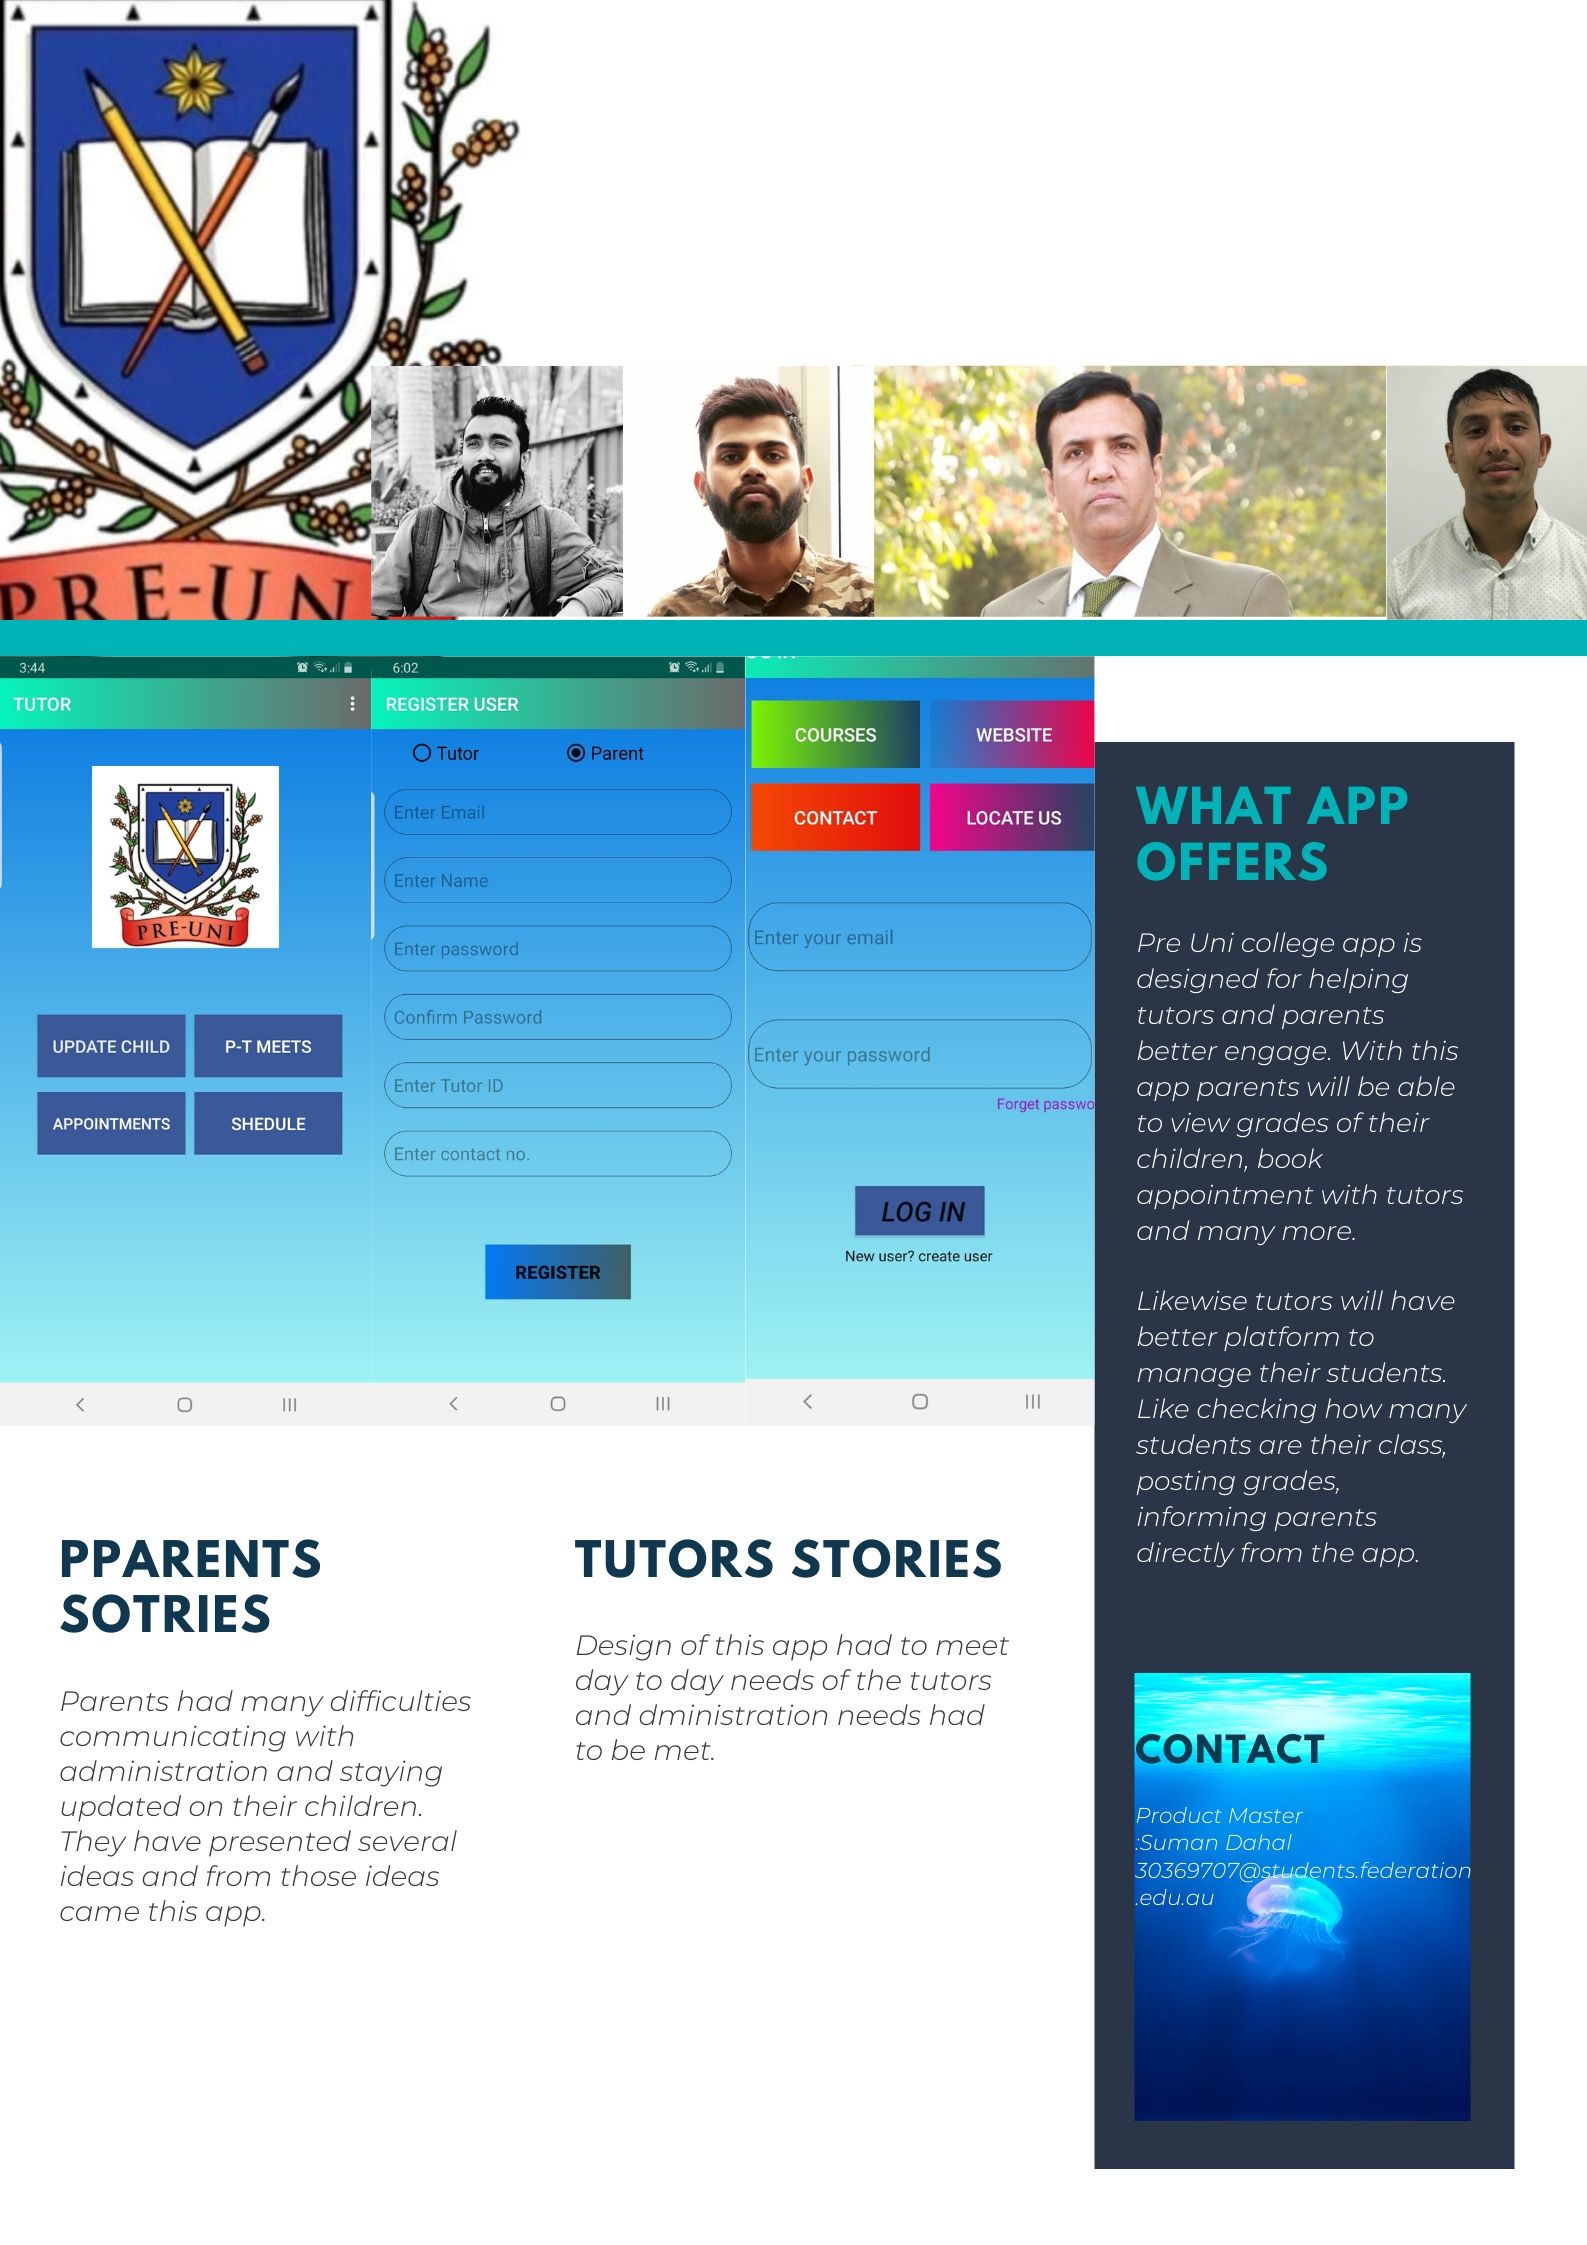 PRE-UN
3:44
TUTOR
PRE-UNI
UPDATE CHILD
P-T MEETS
APPOINTMENTS
SHEDULE
6:02
REGISTER USER
Tutor
Parent
Enter Email
Enter Name
Enter password
Confirm Password
Enter Tutor ID
Enter contact no.
REGISTER
COURSES
WEBSITE
CONTACT
LOCATE US
Enter your email
Enter your password
Forget passwo
LOG IN
New user? create user
WHAT APP
OFFERS
Pre Uni college app is
designed for helping
tutors and parents
better engage. With this
app parents will be able
to view grades of their
children, book
appointment with tutors
and many more.
Likewise tutors will have
better platform to
manage their students.
Like checking how many
students are their class,
posting grades,
informing parents
directly from the app.
PPARENTS
SOTRIES
Parents had many difficulties
communicating with
administration and staying
updated on their children.
They have presented several
ideas and from those ideas
came this app.
TUTORS STORIES
Design of this app had to meet
day to day needs of the tutors
and dministration needs had
to be met.
CONTACT
Product Master
:Suman Dahal
30369707@students.federation
.edu.au